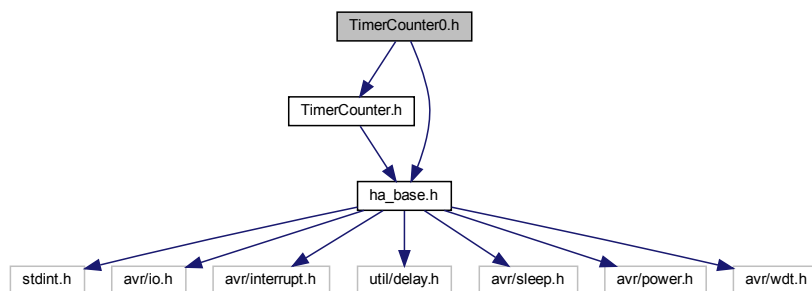 TimerCounter0.h
TimerCounter.h
ha_base.h
stdint.h
avr/io.h
avr/interrupt.h
util/delay.h
avr/sleep.h
avr/power.h
avr/wdt.h